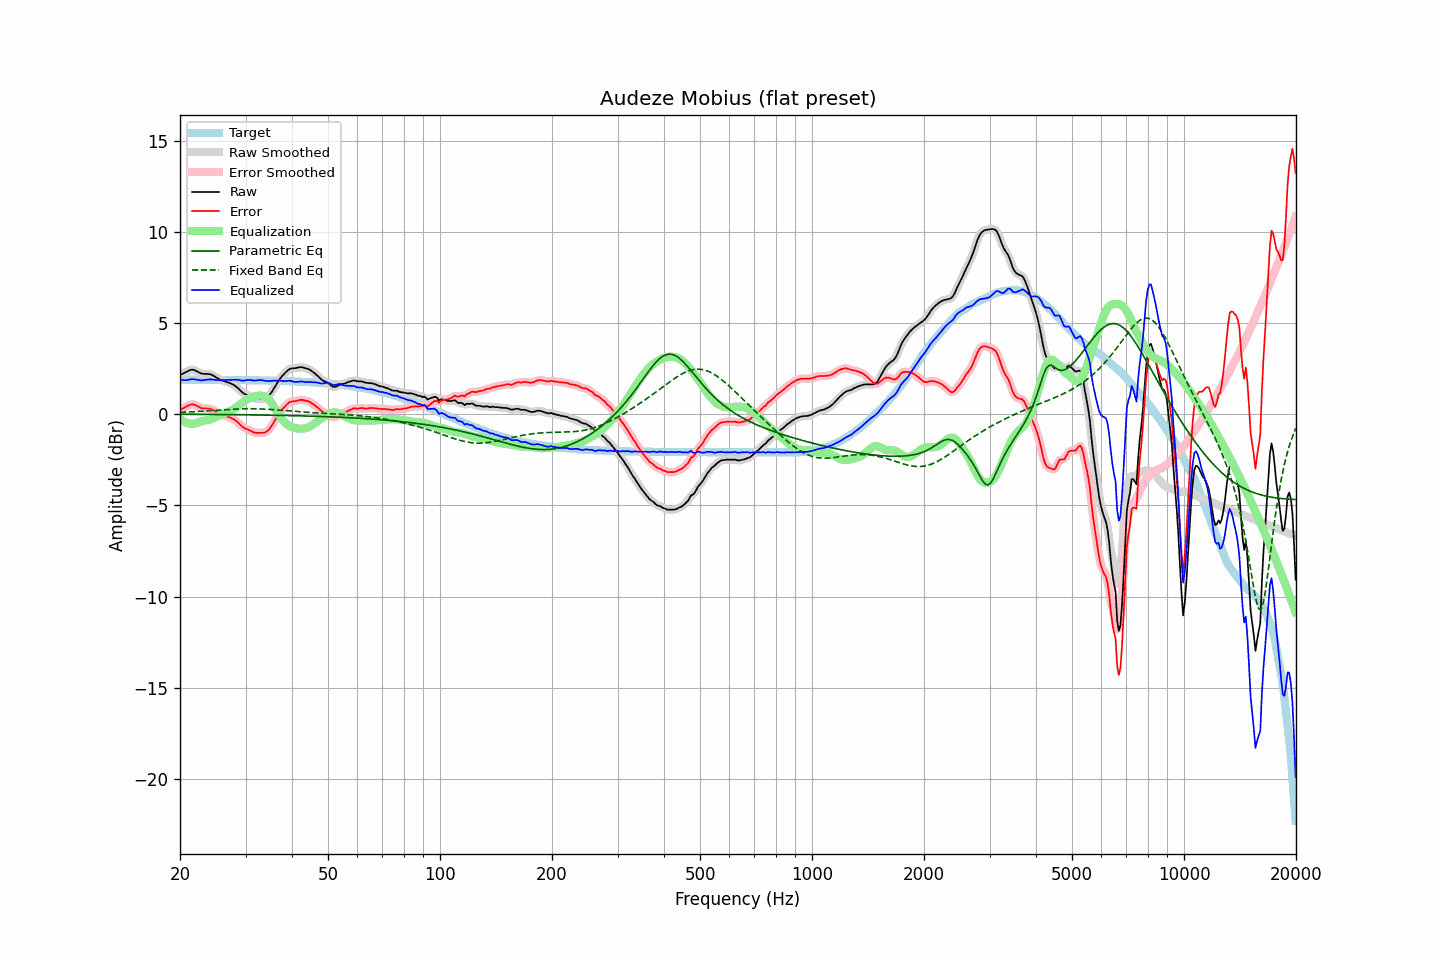 Audeze Mobius (flat preset)
Target
Raw Smoothed
Error Smoothed
Raw
Error
Equalization
Parametric Eq
Fixed Band Eq
Equalized
15
10
5
0
−5
−10
−15
−20
Amplitude (dBr)
20
50
100
200
500
1000
2000
5000
10000
20000
Frequency (Hz)